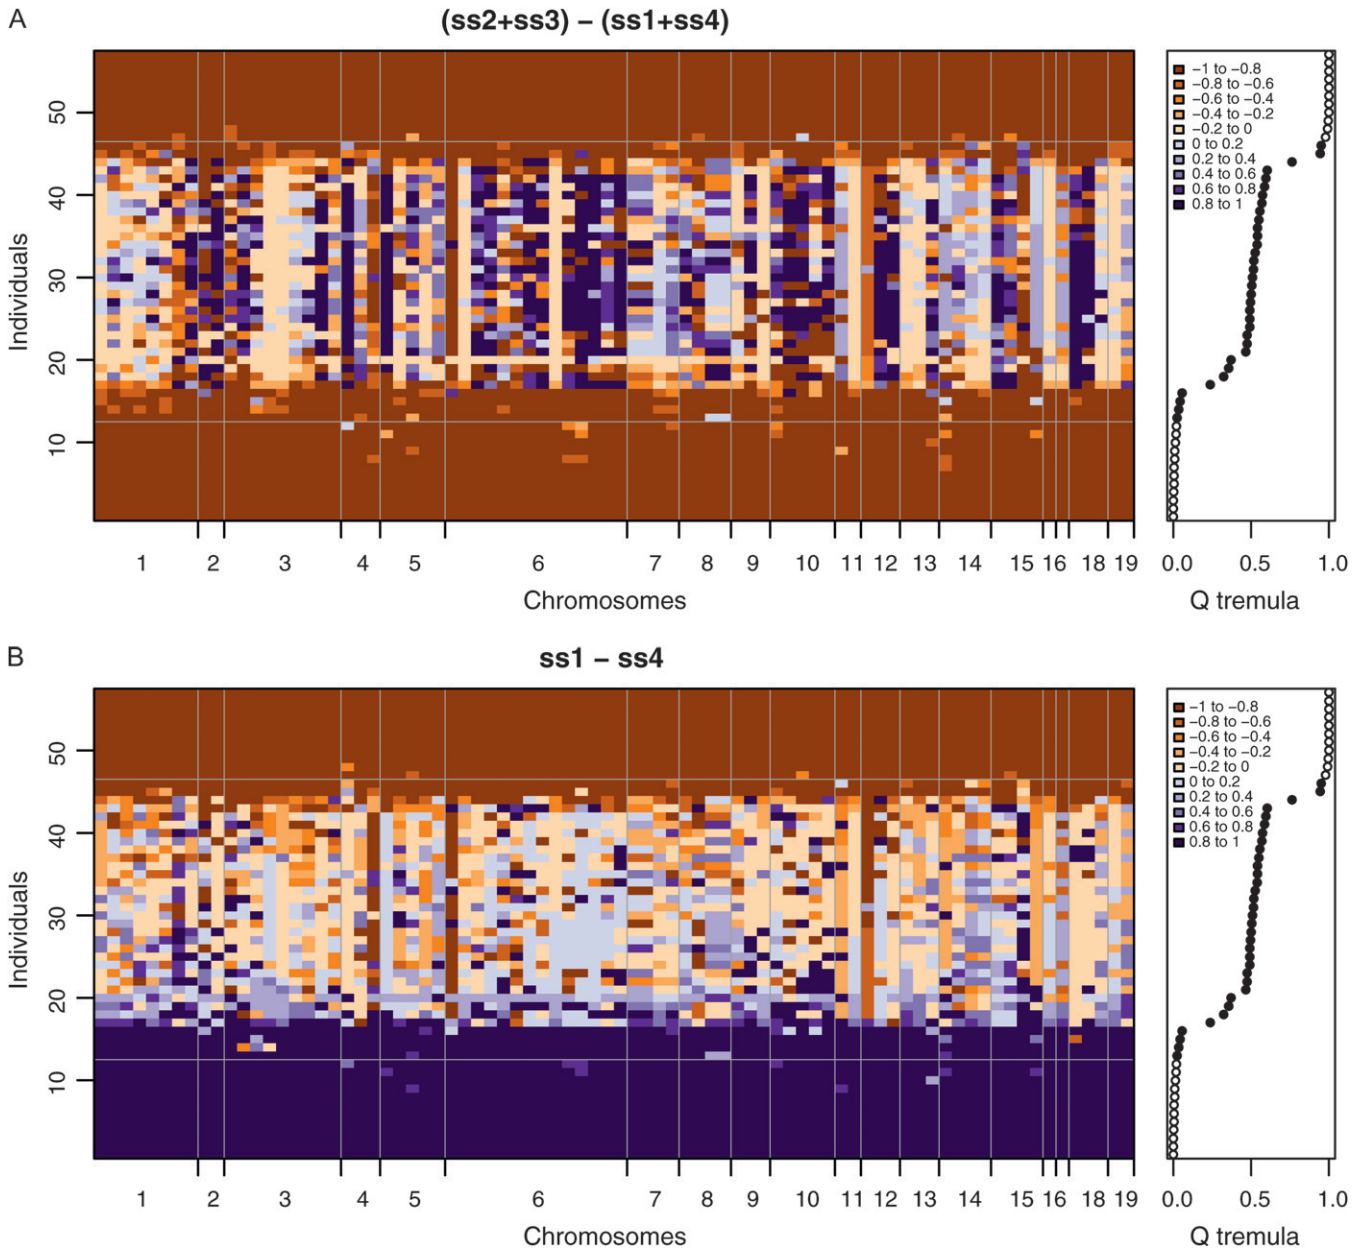 A
(ss2+ss3) – (ss1+ss4)
Individuals
50
40
30
20
10
1 2 3 4 5 6 7 8 9 10 11 12 13 14 15 16 18 19
Chromosomes
−1 to −0.8
−0.8 to −0.6
−0.6 to −0.4
−0.4 to −0.2
−0.2 to 0
0 to 0.2
0.2 to 0.4
0.4 to 0.6
0.6 to 0.8
0.8 to 1
0.0 0.5 1.0
Q tremula
B
ss1 – ss4
Individuals
50
40
30
20
10
1 2 3 4 5 6 7 8 9 10 11 12 13 14 15 16 18 19
Chromosomes
−1 to −0.8
−0.8 to −0.6
−0.6 to −0.4
−0.4 to −0.2
−0.2 to 0
0 to 0.2
0.2 to 0.4
0.4 to 0.6
0.6 to 0.8
0.8 to 1
0.0 0.5 1.0
Q tremula